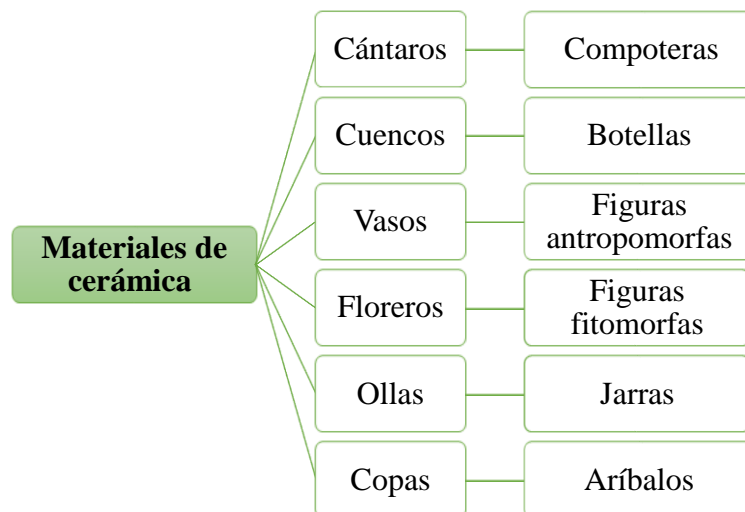 Materiales de
cerámica
Cántaros
Compoteras
Cuencos
Botellas
Vasos
Figuras
antropomorfas
Floreros
Figuras
fitomorfas
Ollas
Jarras
Copas
Aríbalos